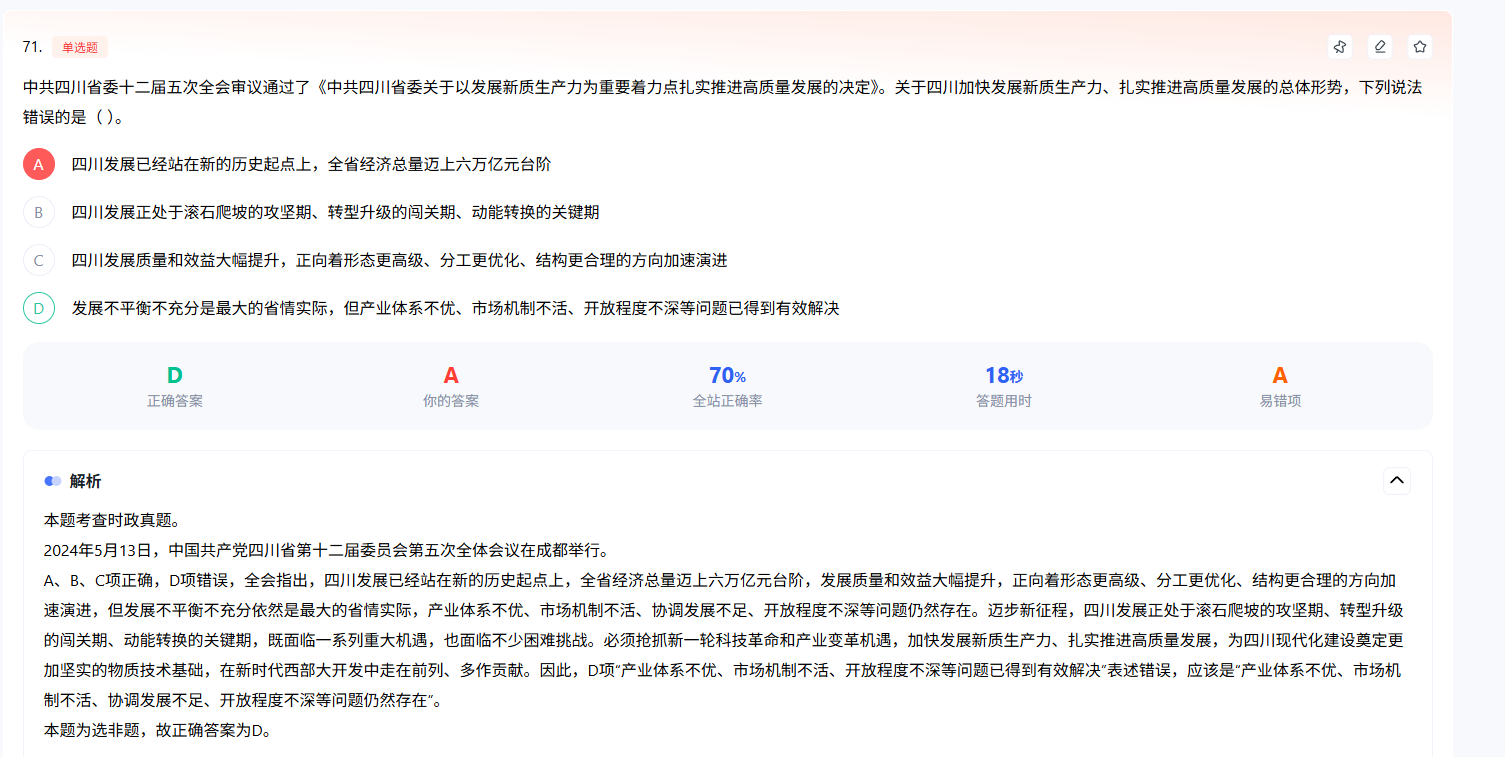 71. 单选题
中共四川省委十二届五次全会审议通过了《中共四川省委关于以发展新质生产力为重要着力点扎实推进高质量发展的决定》。关于四川加快发展新质生产力、扎实推进高质量发展的总体形势，下列说法
错误的是（ ）。
A 四川发展已经站在新的历史起点上，全省经济总量迈上六万亿元台阶
B 四川发展正处于滚石爬坡的攻坚期、转型升级的闯关期、动能转换的关键期
C 四川发展质量和效益大幅提升，正向着形态更高级、分工更优化、结构更合理的方向加速演进
D 发展不平衡不充分是最大的省情实际，但产业体系不优、市场机制不活、开放程度不深等问题已得到有效解决
D A 70% 18秒 A
正确答案 你的答案 全站正确率 答题用时 易错项
解析
本题考查时政真题。
2024年5月13日，中国共产党四川省第十二届委员会第五次全体会议在成都举行。
A、B、C项正确，D项错误，全会指出，四川发展已经站在新的历史起点上，全省经济总量迈上六万亿元台阶，发展质量和效益大幅提升，正向着形态更高级、分工更优化、结构更合理的方向加
速演进，但发展不平衡不充分依然是最大的省情实际，产业体系不优、市场机制不活、协调发展不足、开放程度不深等问题仍然存在。迈步新征程，四川发展正处于滚石爬坡的攻坚期、转型升级
的闯关期、动能转换的关键期，既面临一系列重大机遇，也面临不少困难挑战。必须抢抓新一轮科技革命和产业变革机遇，加快发展新质生产力、扎实推进高质量发展，为四川现代化建设奠定更
加坚实的物质技术基础，在新时代西部大开发中走在前列、多作贡献。因此，D项“产业体系不优、市场机制不活、开放程度不深等问题已得到有效解决”表述错误，应该是“产业体系不优、市场机
制不活、协调发展不足、开放程度不深等问题仍然存在”。
本题为选非题，故正确答案为D。